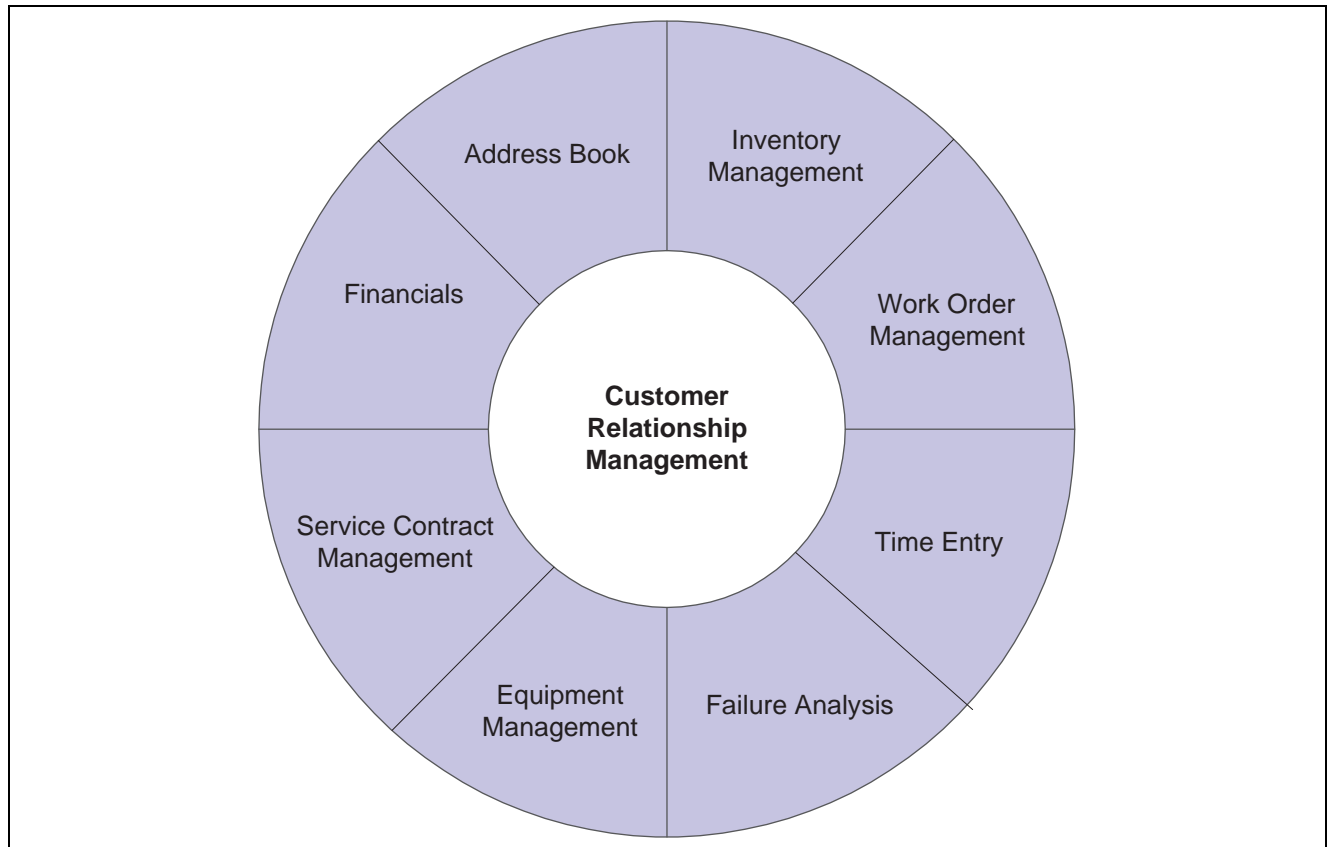 Address Book
Inventory
Management
Financials
Work Order
Management
Customer
Relationship
Management
Service Contract
Management
Time Entry
Equipment
Management
Failure Analysis